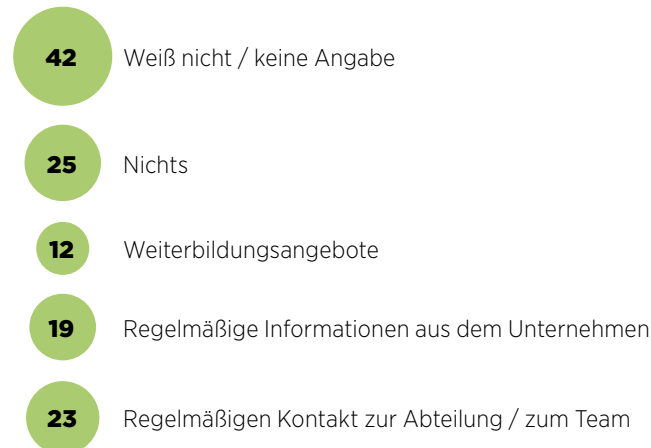 42 Weiß nicht / keine Angabe
25 Nichts
12 Weiterbildungsangebote
19 Regelmäßige Informationen aus dem Unternehmen
23 Regelmäßigen Kontakt zur Abteilung / zum Team